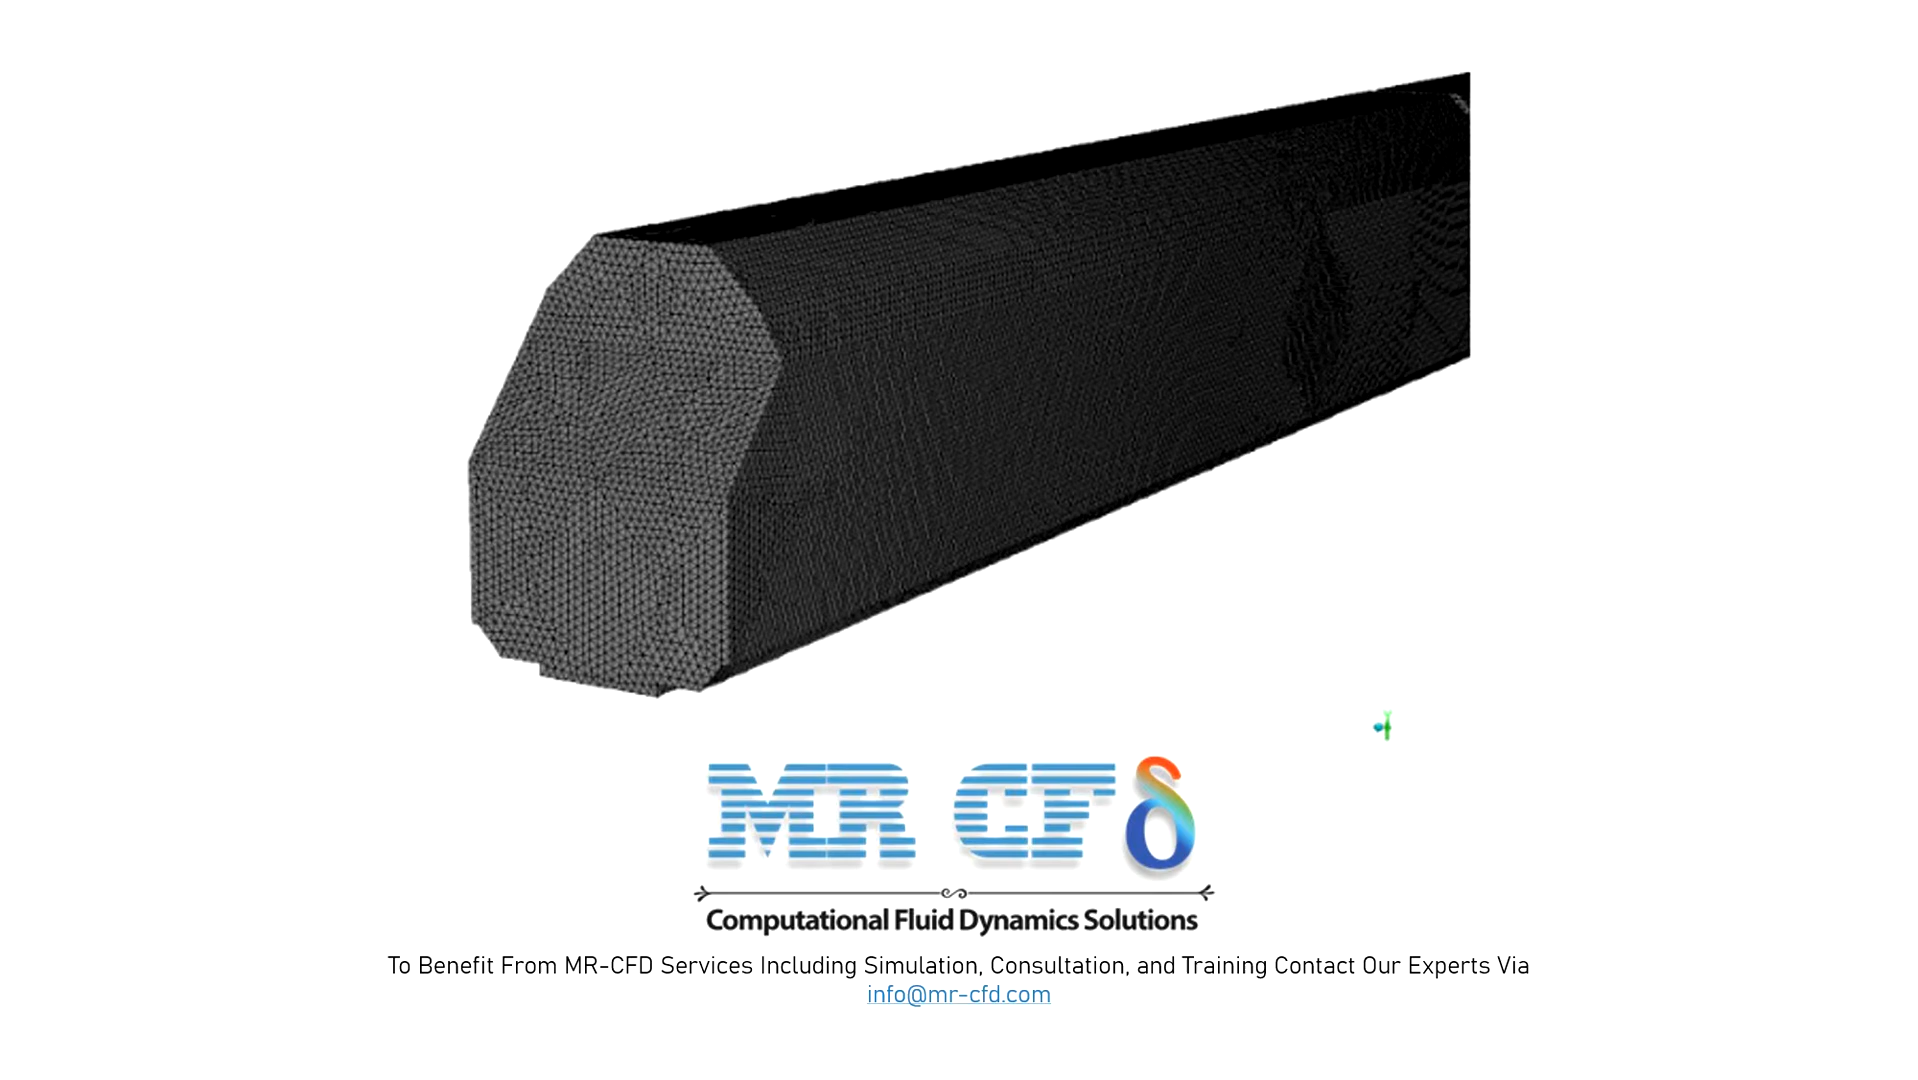 MR CFδ
Computational Fluid Dynamics Solutions
To Benefit From MR-CFD Services Including Simulation, Consultation, and Training Contact Our Experts Via
info@mr-cfd.com